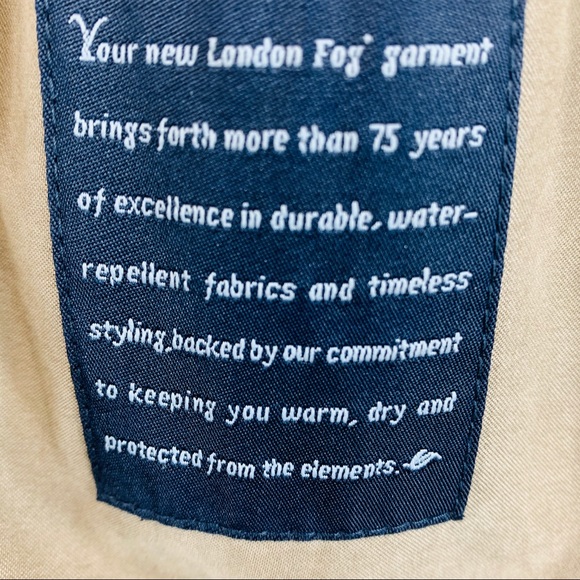 Your new London Fog® garment
brings forth more than 75 years
of excellence in durable, water-
repellent fabrics and timeless
styling, backed by our commitment
to keeping you warm, dry and
protected from the elements.